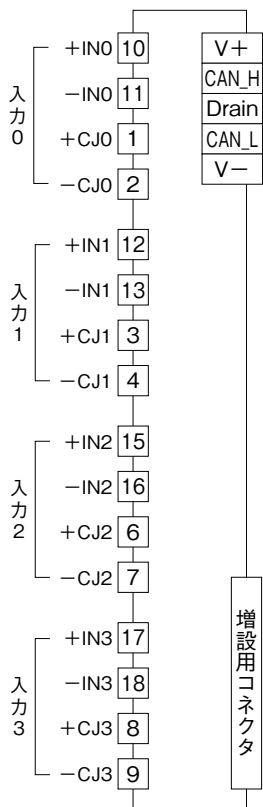 入力0
+IN0 10
−IN0 11
+CJ0 1
−CJ0 2
入力1
+IN1 12
−IN1 13
+CJ1 3
−CJ1 4
入力2
+IN2 15
−IN2 16
+CJ2 6
−CJ2 7
入力3
+IN3 17
−IN3 18
+CJ3 8
−CJ3 9
V+
CAN_H
Drain
CAN_L
V−
増設用コネクタ